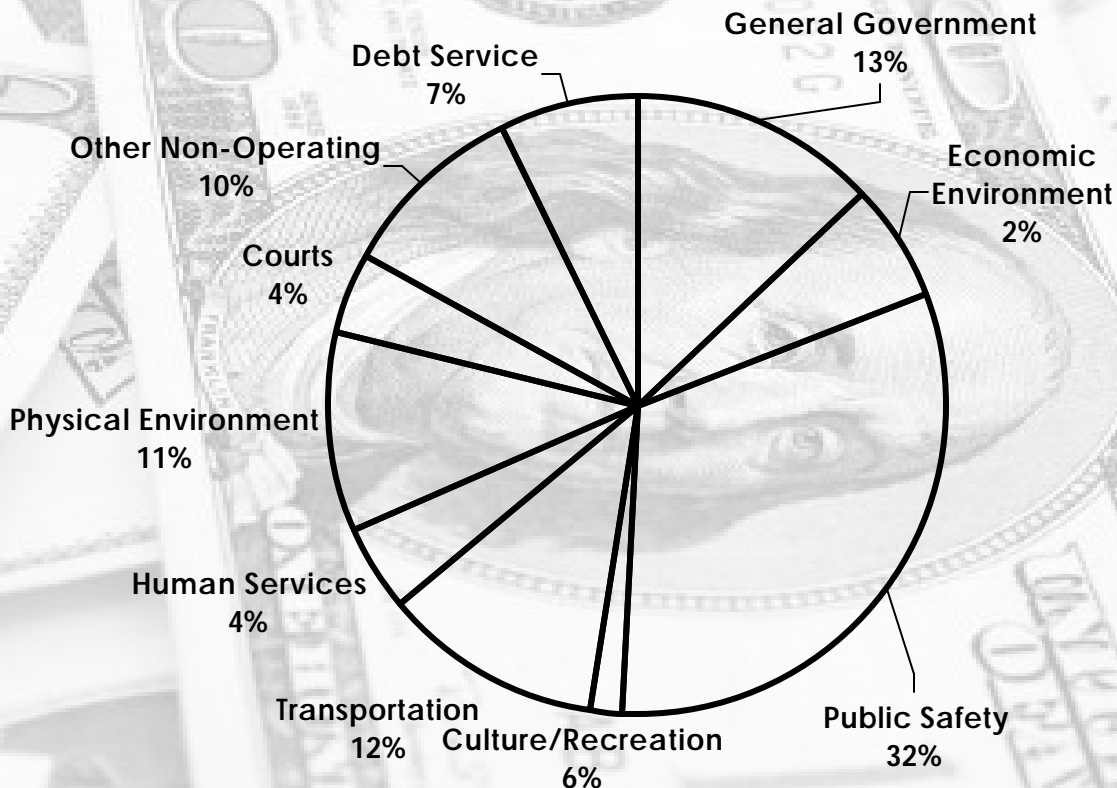 General Government
13%
Debt Service
7%
Other Non-Operating
10%
Economic
Environment
2%
Courts
4%
Physical Environment
11%
Human Services
4%
Transportation
12%
Culture/Recreation
6%
Public Safety
32%